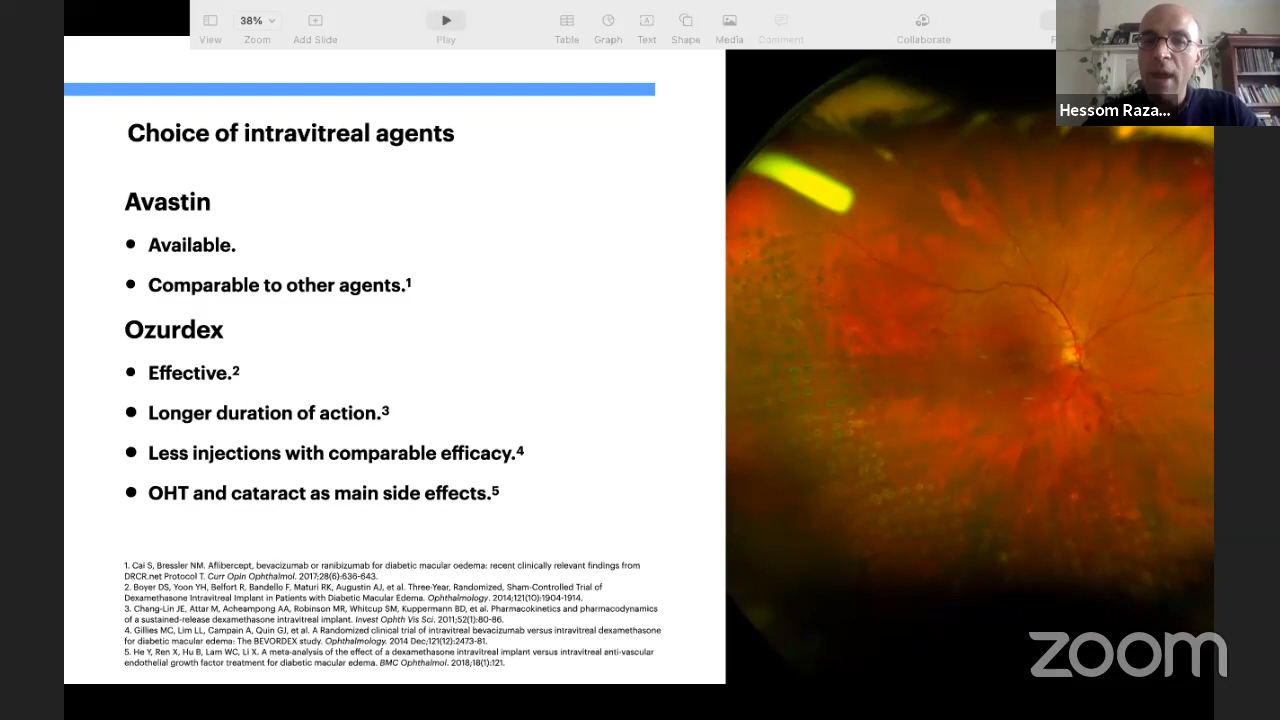 38%
View
Zoom
Add Slide
Play
Table
Graph
Text
Shape
Media
Comment
Collaborate
Hessom Raza...
Choice of intravitreal agents
Avastin
• Available.
• Comparable to other agents.¹
Ozurdex
• Effective.²
• Longer duration of action.³
• Less injections with comparable efficacy.⁴
• OHT and cataract as main side effects.⁵
1. Cai S, Bressler NM. Aflibercept, bevacizumab or ranibizumab for diabetic macular oedema: recent clinically relevant findings from
DRCR.net Protocol T. Curr Opin Ophthalmol. 2017;28(6):636-643.
2. Boyer DS, Yoon YH, Belfort R, Bandello F, Maturi RK, Augustin AJ, et al. Three-Year, Randomized, Sham-Controlled Trial of
Dexamethasone Intravitreal Implant in Patients with Diabetic Macular Edema. Ophthalmology. 2014;121(10):1904-1914.
3. Chang-Lin JE, Attar M, Acheampong AA, Robinson MR, Whitcup SM, Kuppermann BD, et al. Pharmacokinetics and pharmacodynamics
of a sustained-release dexamethasone intravitreal implant. Invest Ophth Vis Sci. 2011;52(1):80-86.
4. Gillies MC, Lim LL, Campain A, Quin GJ, et al. A Randomized clinical trial of intravitreal bevacizumab versus intravitreal dexamethasone
for diabetic macular edema: The BEVORDEX study. Ophthalmology. 2014 Dec;121(12):2473-81.
5. He Y, Ren X, Hu B, Lam WC, Li X. A meta-analysis of the effect of a dexamethasone intravitreal implant versus intravitreal anti-vascular
endothelial growth factor treatment for diabetic macular edema. BMC Ophthalmol. 2018;18(1):121.
zoom